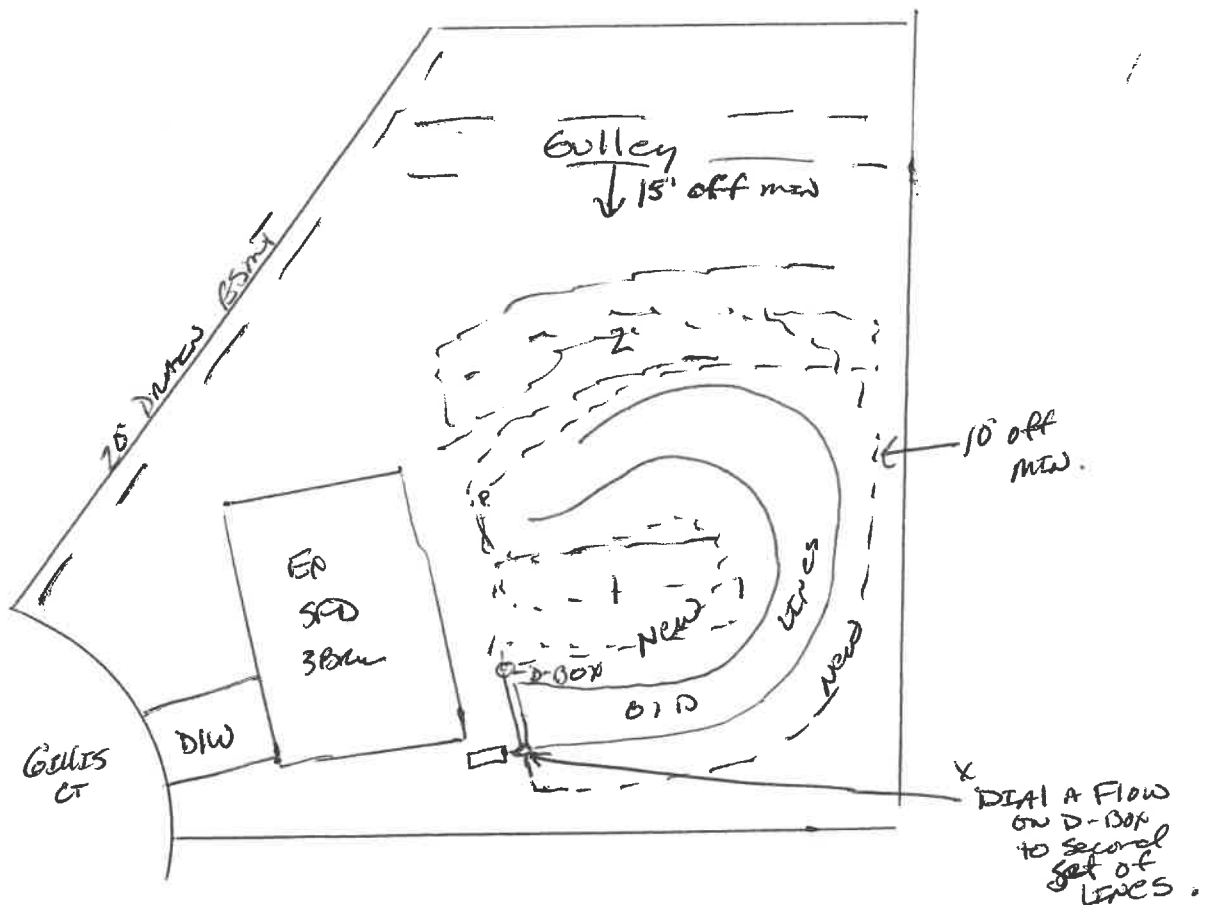 Gulley
15' off min
20' DRAIN ESMT
2
10' off
MIN.
LINES
NEW
1
NEW
D-BOX
OLD
SFD
3BRM
D/W
GILLIS
CT
X
DIAL A FLOW
ON D-BOX
to second
set of
LINES.